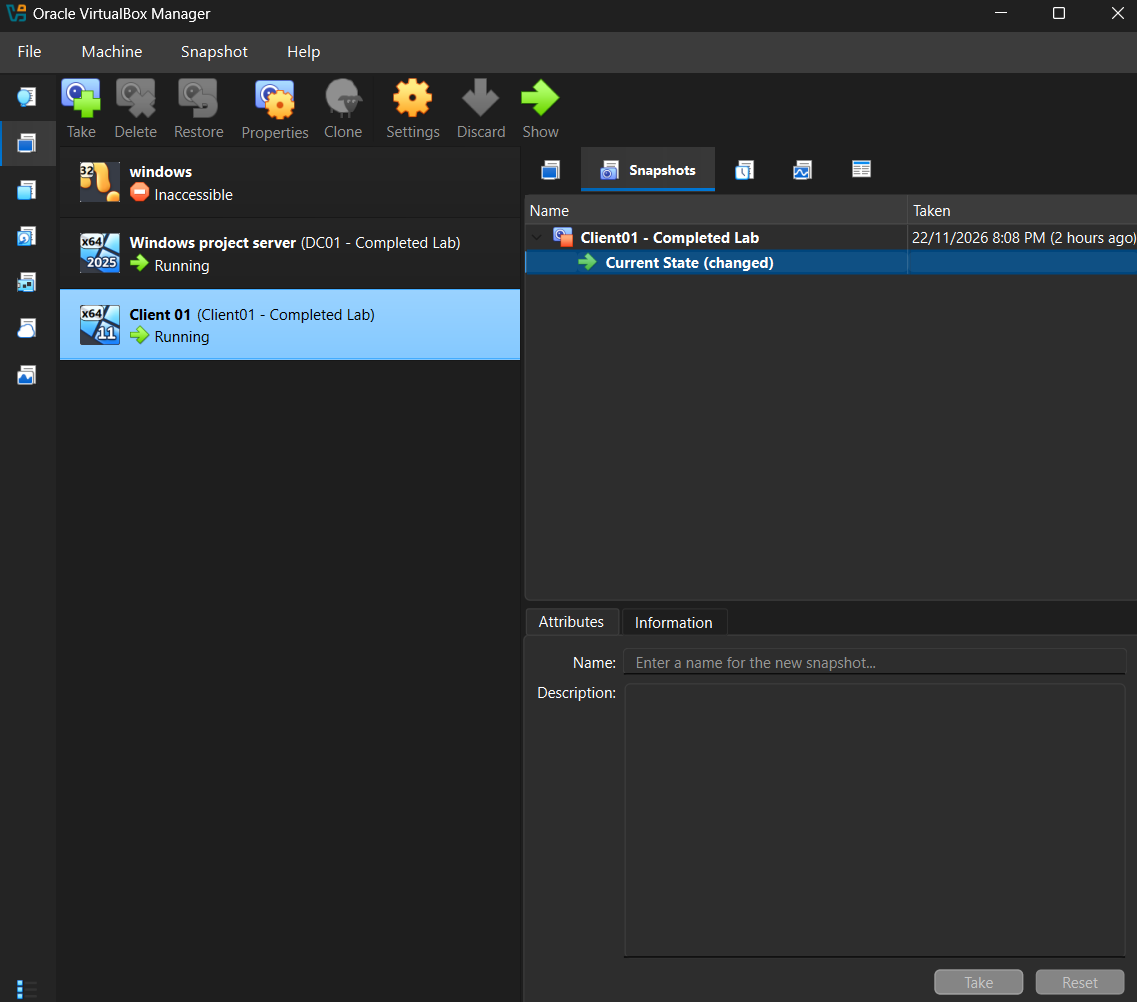 Oracle VirtualBox Manager
File Machine Snapshot Help
Take Delete Restore Properties Clone Settings Discard Show
32
windows
Inaccessible
x64
2025
Windows project server (DC01 - Completed Lab)
Running
x64
11
Client 01 (Client01 - Completed Lab)
Running
Snapshots
Name Taken
Client01 - Completed Lab 22/11/2026 8:08 PM (2 hours ago)
Current State (changed)
Attributes Information
Name: Enter a name for the new snapshot...
Description:
Take Reset